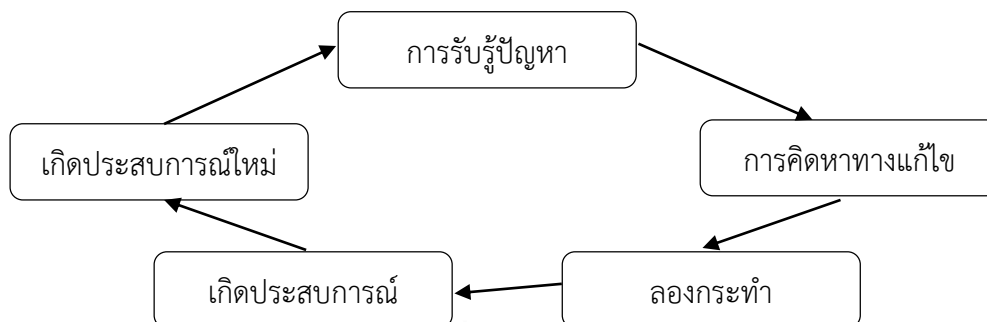 การรับรู้ปัญหา
การคิดหาทางแก้ไข
ลองกระทำ
เกิดประสบการณ์
เกิดประสบการณ์ใหม่